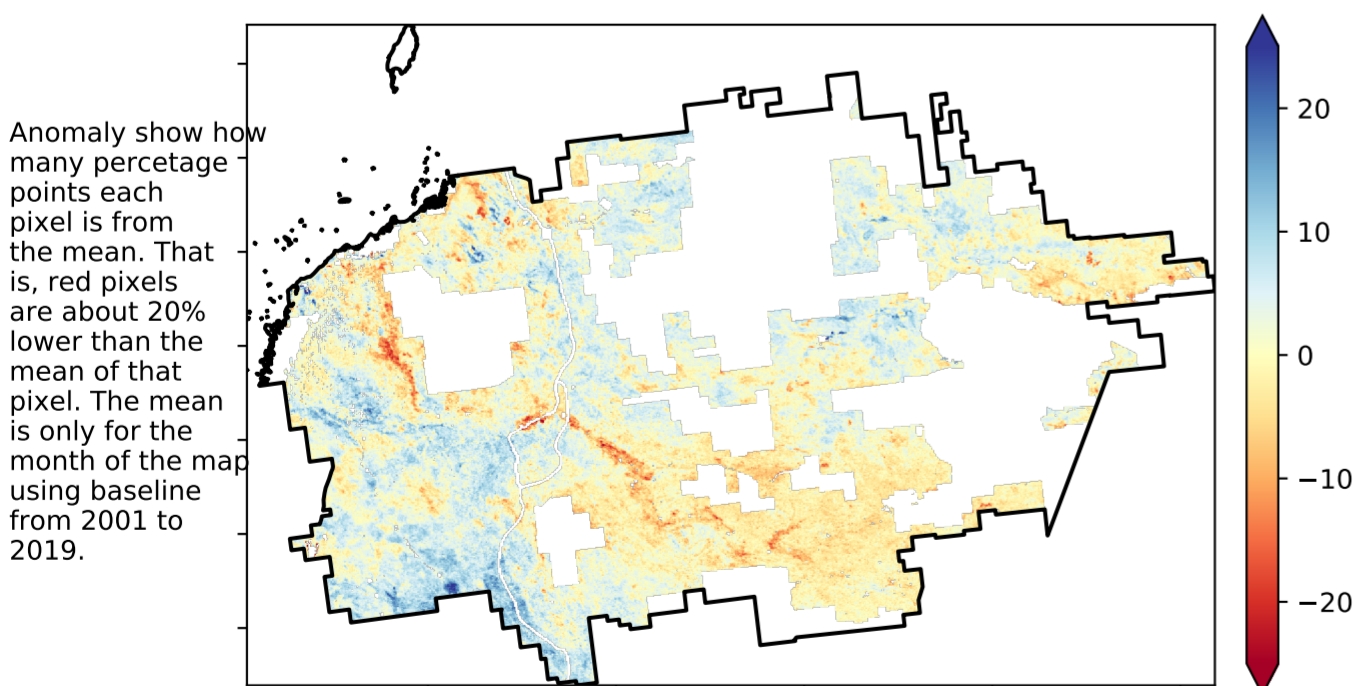 Anomaly show how
many percetage
points each
pixel is from
the mean. That
is, red pixels
are about 20%
lower than the
mean of that
pixel. The mean
is only for the
month of the map
using baseline
from 2001 to
2019.
20
10
0
−10
−20